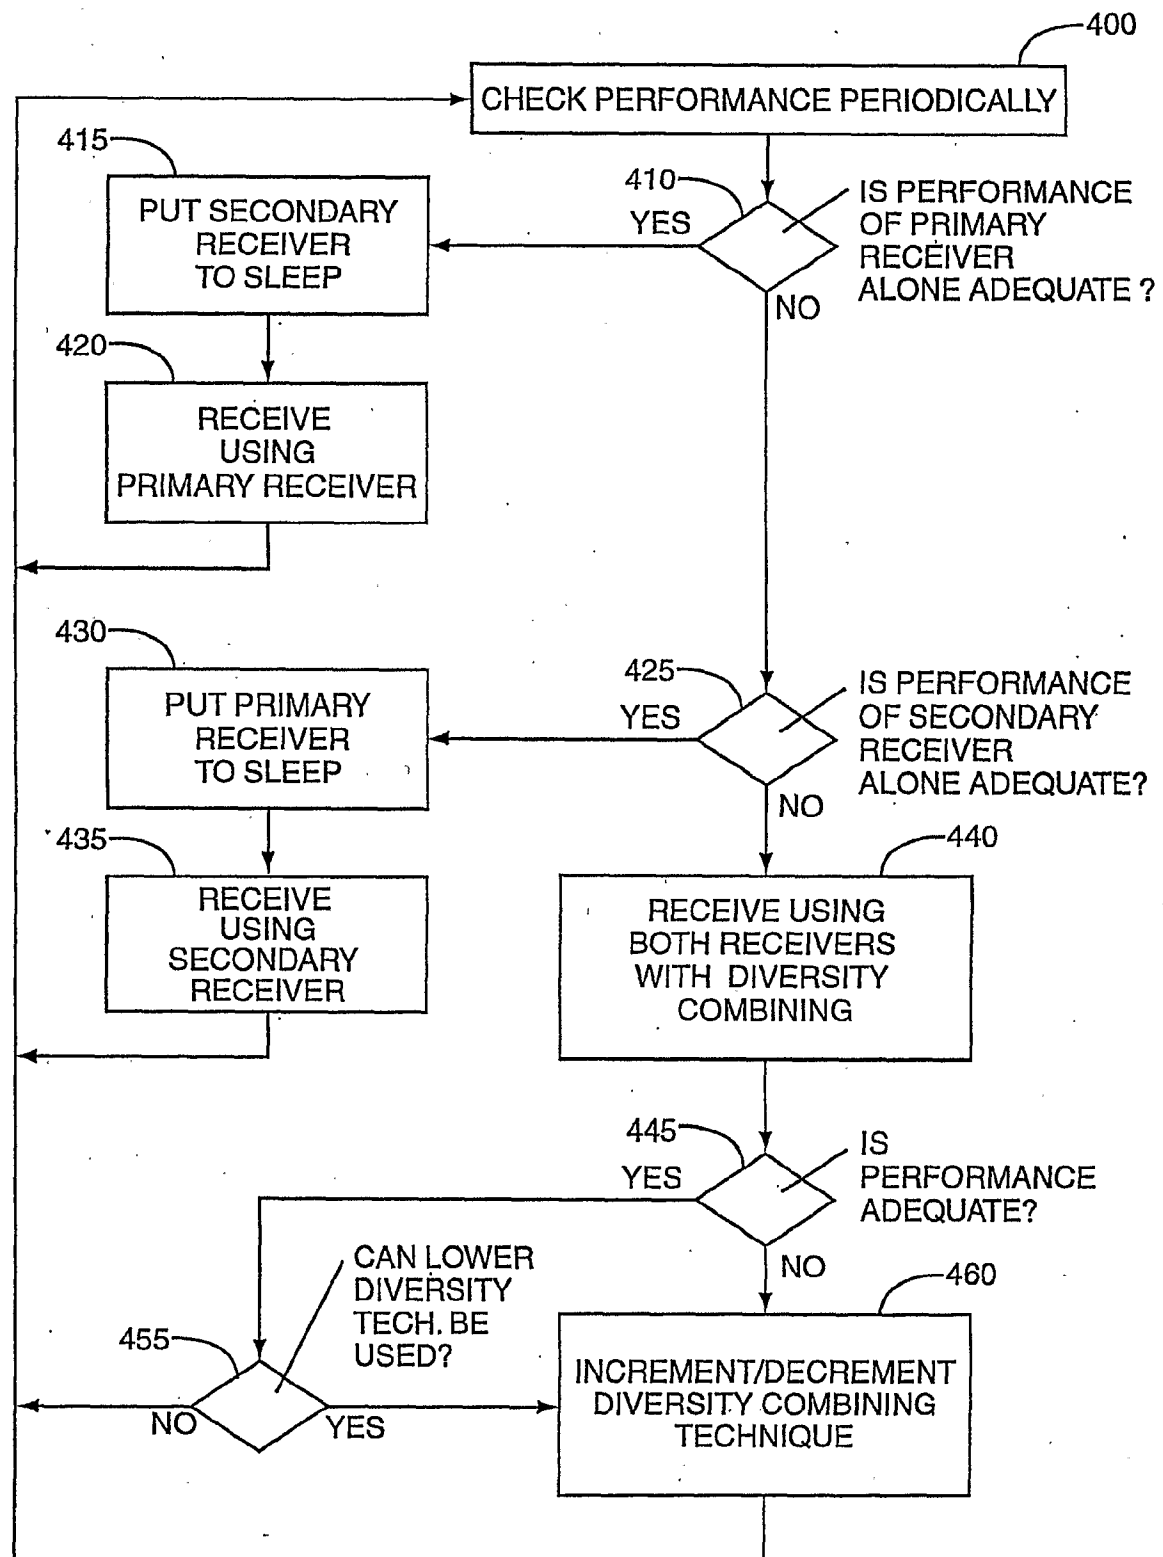 400
CHECK PERFORMANCE PERIODICALLY
415
PUT SECONDARY
RECEIVER
TO SLEEP
410
YES
IS PERFORMANCE
OF PRIMARY
RECEIVER
ALONE ADEQUATE ?
NO
420
RECEIVE
USING
PRIMARY RECEIVER
430
PUT PRIMARY
RECEIVER
TO SLEEP
425
YES
IS PERFORMANCE
OF SECONDARY
RECEIVER
ALONE ADEQUATE?
NO
435
RECEIVE
USING
SECONDARY
RECEIVER
440
RECEIVE USING
BOTH RECEIVERS
WITH DIVERSITY
COMBINING
445
YES
IS
PERFORMANCE
ADEQUATE?
NO
CAN LOWER
DIVERSITY
TECH. BE
USED?
455
NO
YES
460
INCREMENT/DECREMENT
DIVERSITY COMBINING
TECHNIQUE